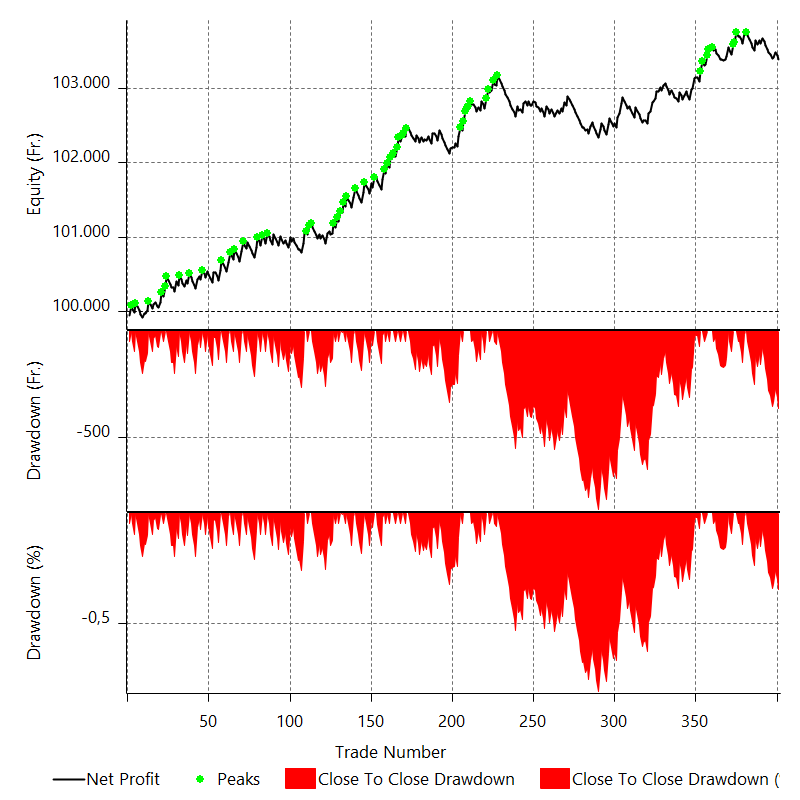 Equity (Fr.)
103.000
102.000
101.000
100.000
Drawdown (Fr.)
-500
Drawdown (%)
-0,5
50 100 150 200 250 300 350
Trade Number
Net Profit Peaks Close To Close Drawdown Close To Close Drawdown (